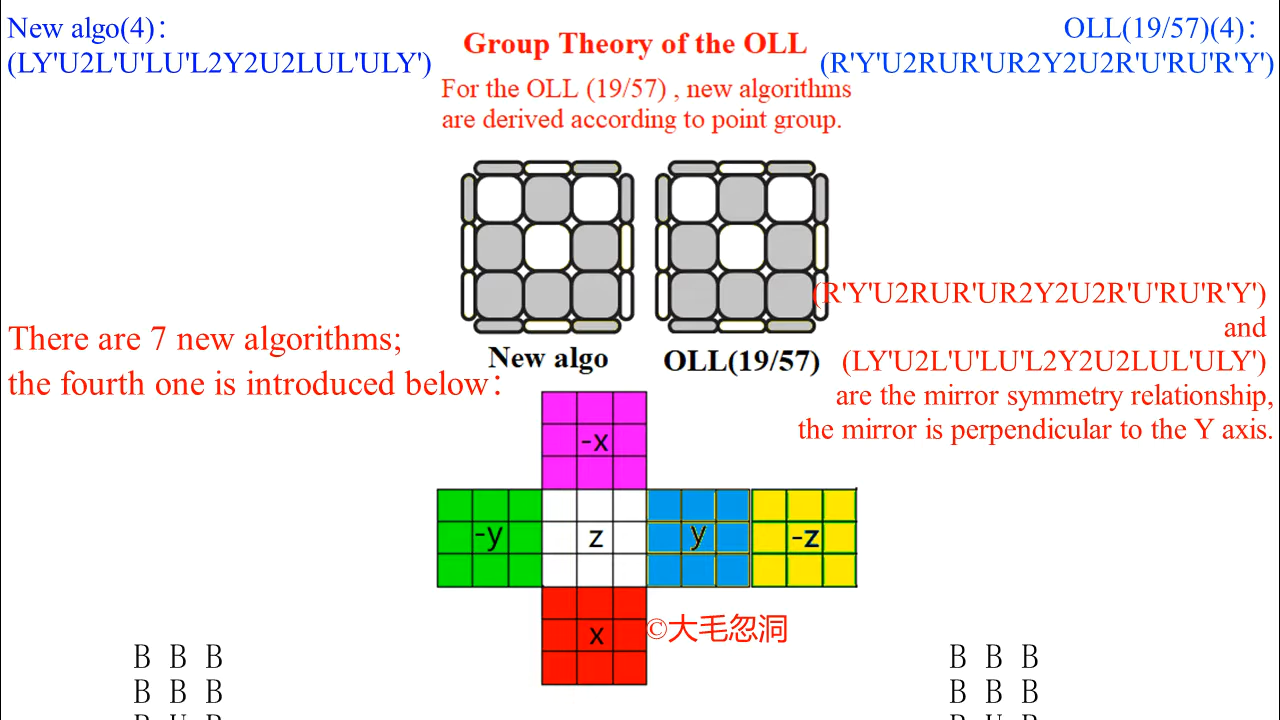 New algo(4):
(LY'U2L'U'LU'L2Y2U2LUL'ULY')
Group Theory of the OLL
For the OLL (19/57) , new algorithms
are derived according to point group.
OLL(19/57)(4):
(R'Y'U2RUR'UR2Y2U2R'U'RU'R'Y')
New algo
OLL(19/57)
There are 7 new algorithms;
the fourth one is introduced below:
(R'Y'U2RUR'UR2Y2U2R'U'RU'R'Y')
and
(LY'U2L'U'LU'L2Y2U2LUL'ULY')
are the mirror symmetry relationship,
the mirror is perpendicular to the Y axis.
-x
-y
z
y
-z
x
©大毛忽洞
B B B
B B B
B U B
B B B
B B B
B U B